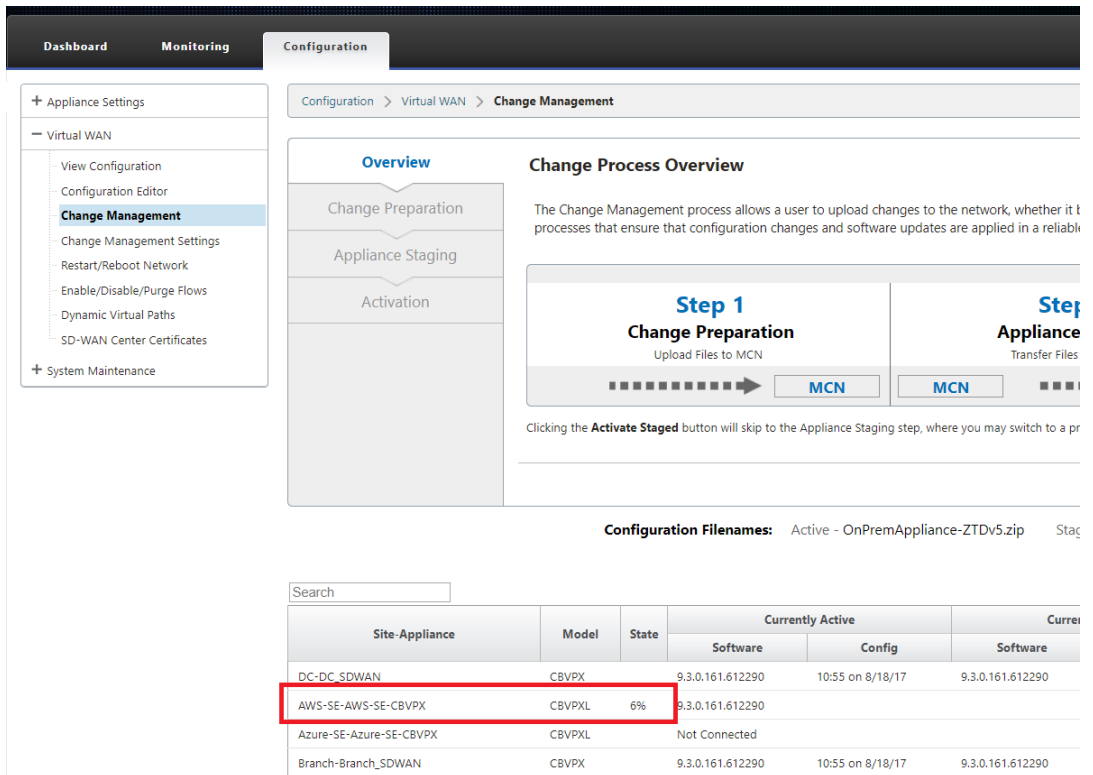 Dashboard Monitoring Configuration
+ Appliance Settings
− Virtual WAN
View Configuration
Configuration Editor
Change Management
Change Management Settings
Restart/Reboot Network
Enable/Disable/Purge Flows
Dynamic Virtual Paths
SD-WAN Center Certificates
+ System Maintenance
Configuration > Virtual WAN > Change Management
Overview
Change Preparation
Appliance Staging
Activation
Change Process Overview
The Change Management process allows a user to upload changes to the network, whether it
processes that ensure that configuration changes and software updates are applied in a
Step 1
Change Preparation
Upload Files to MCN
MCN
Appliance
Transfer Files
MCN
Clicking the Activate Staged button will skip to the Appliance Staging step, where you may switch to a
Configuration Filenames: Active - OnPremAppliance-ZTDv5.zip
Search
Site-Appliance Model State Currently Active
Software Config Software
DC-DC_SDWAN CBVPX 9.3.0.161.612290 10:55 on 8/18/17 9.3.0.161.612290
AWS-SE-AWS-SE-CBVPX CBVPXL 6% 9.3.0.161.612290
Azure-SE-Azure-SE-CBVPX CBVPXL Not Connected
Branch-Branch_SDWAN CBVPX 9.3.0.161.612290 10:55 on 8/18/17 9.3.0.161.612290